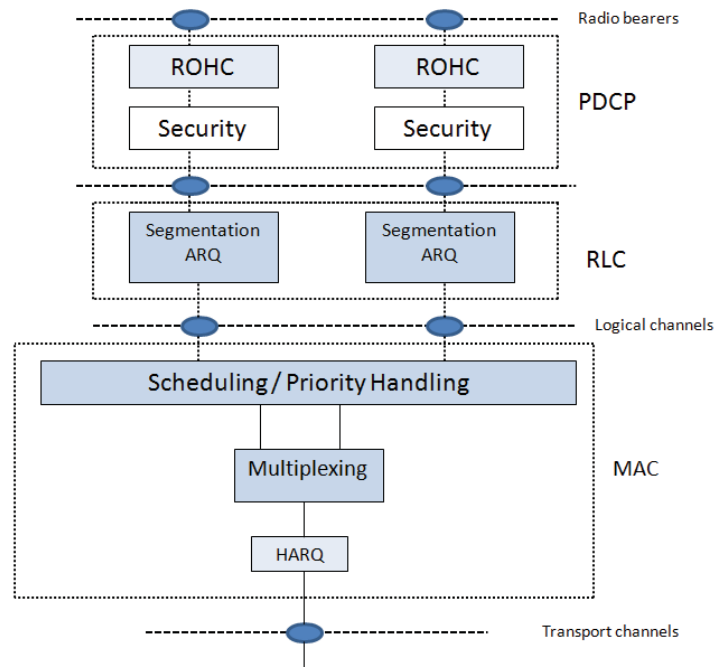 Radio bearers
ROHC
ROHC
PDCP
Security
Security
Segmentation
ARQ
Segmentation
ARQ
RLC
Logical channels
Scheduling / Priority Handling
Multiplexing
MAC
HARQ
Transport channels